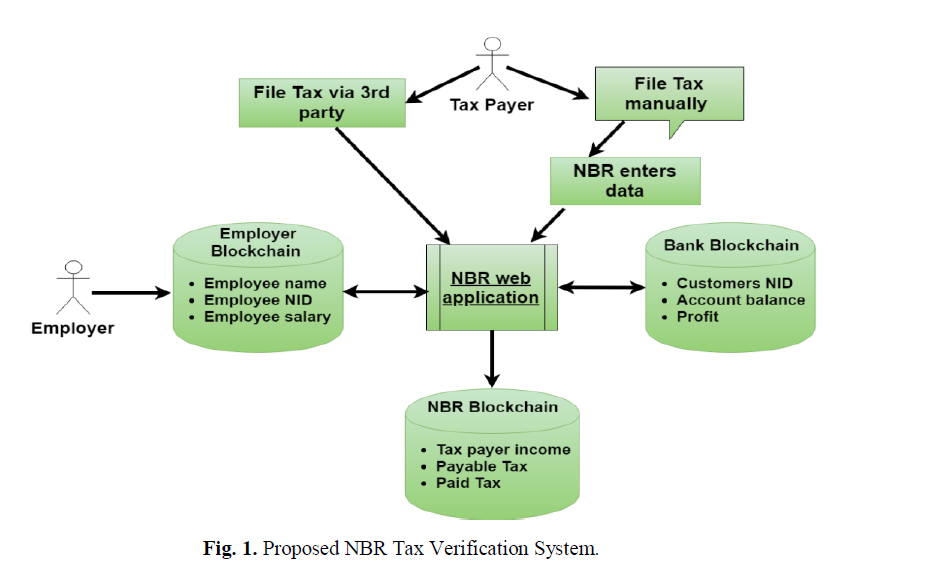 File Tax via 3rd
party
Tax Payer
File Tax
manually
NBR enters
data
Employer
Blockchain
• Employee name
• Employee NID
• Employee salary
Employer
NBR web
application
Bank Blockchain
• Customers NID
• Account balance
• Profit
NBR Blockchain
• Tax payer income
• Payable Tax
• Paid Tax
Fig. 1. Proposed NBR Tax Verification System.